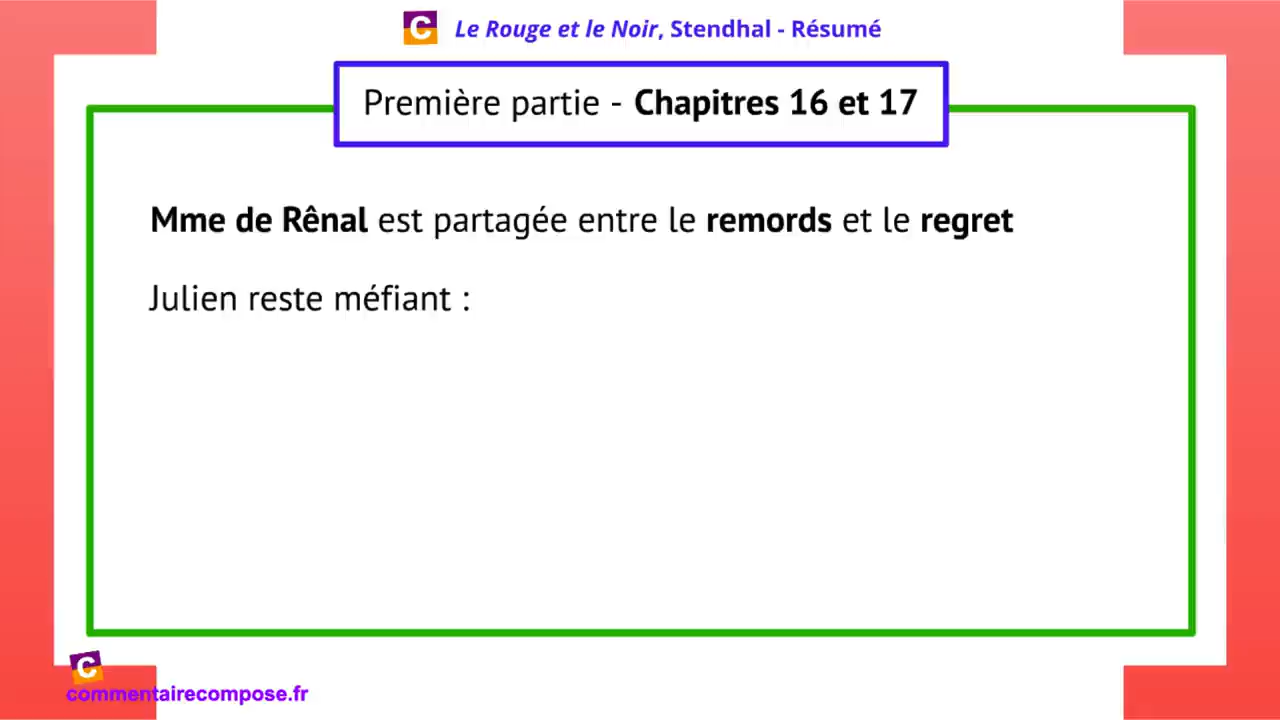 C Le Rouge et le Noir, Stendhal - Résumé
Première partie - Chapitres 16 et 17
Mme de Rênal est partagée entre le remords et le regret
Julien reste méfiant :
C
commentairecompose.fr